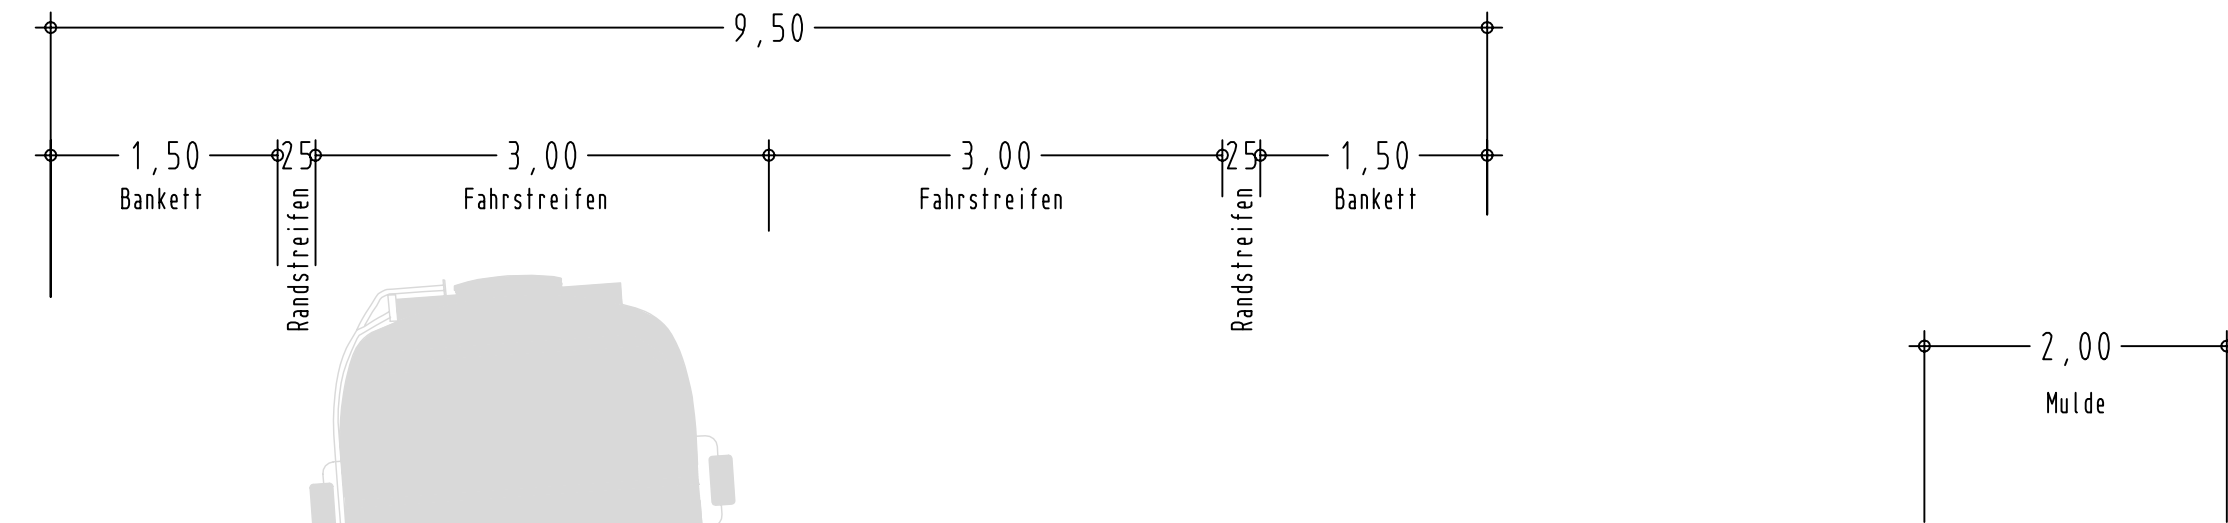 9,50
1,50 25 3,00 3,00 25 1,50
Bankett Fahrstreifen Fahrstreifen Bankett
Randstreifen Randstreifen
2,00
Mulde